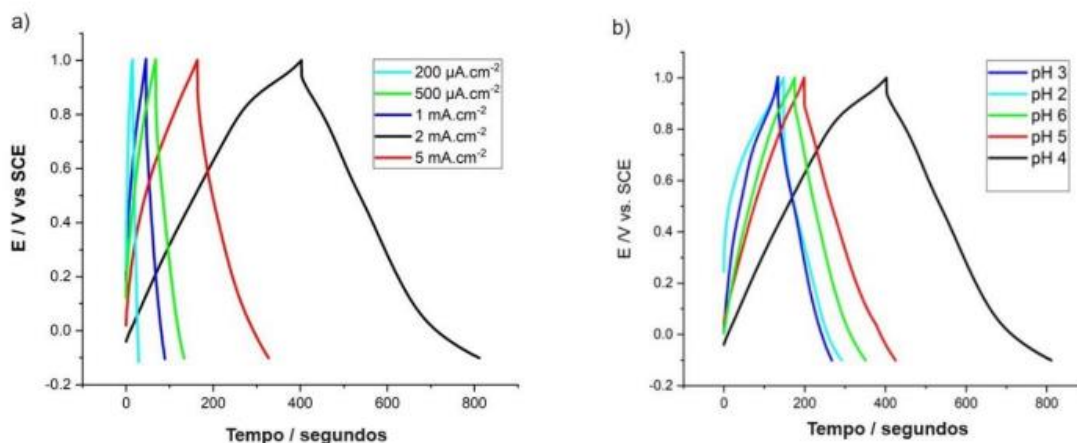 a)
E / V vs SCE
1.0
0.8
0.6
0.4
0.2
0.0
-0.2
0 200 400 600 800
Tempo / segundos
200 µA.cm-2
500 µA.cm-2
1 mA.cm-2
2 mA.cm-2
5 mA.cm-2
b)
E /V vs. SCE
1.0
0.8
0.6
0.4
0.2
0.0
-0.2
0 200 400 600 800
Tempo / segundos
pH 3
pH 2
pH 6
pH 5
pH 4